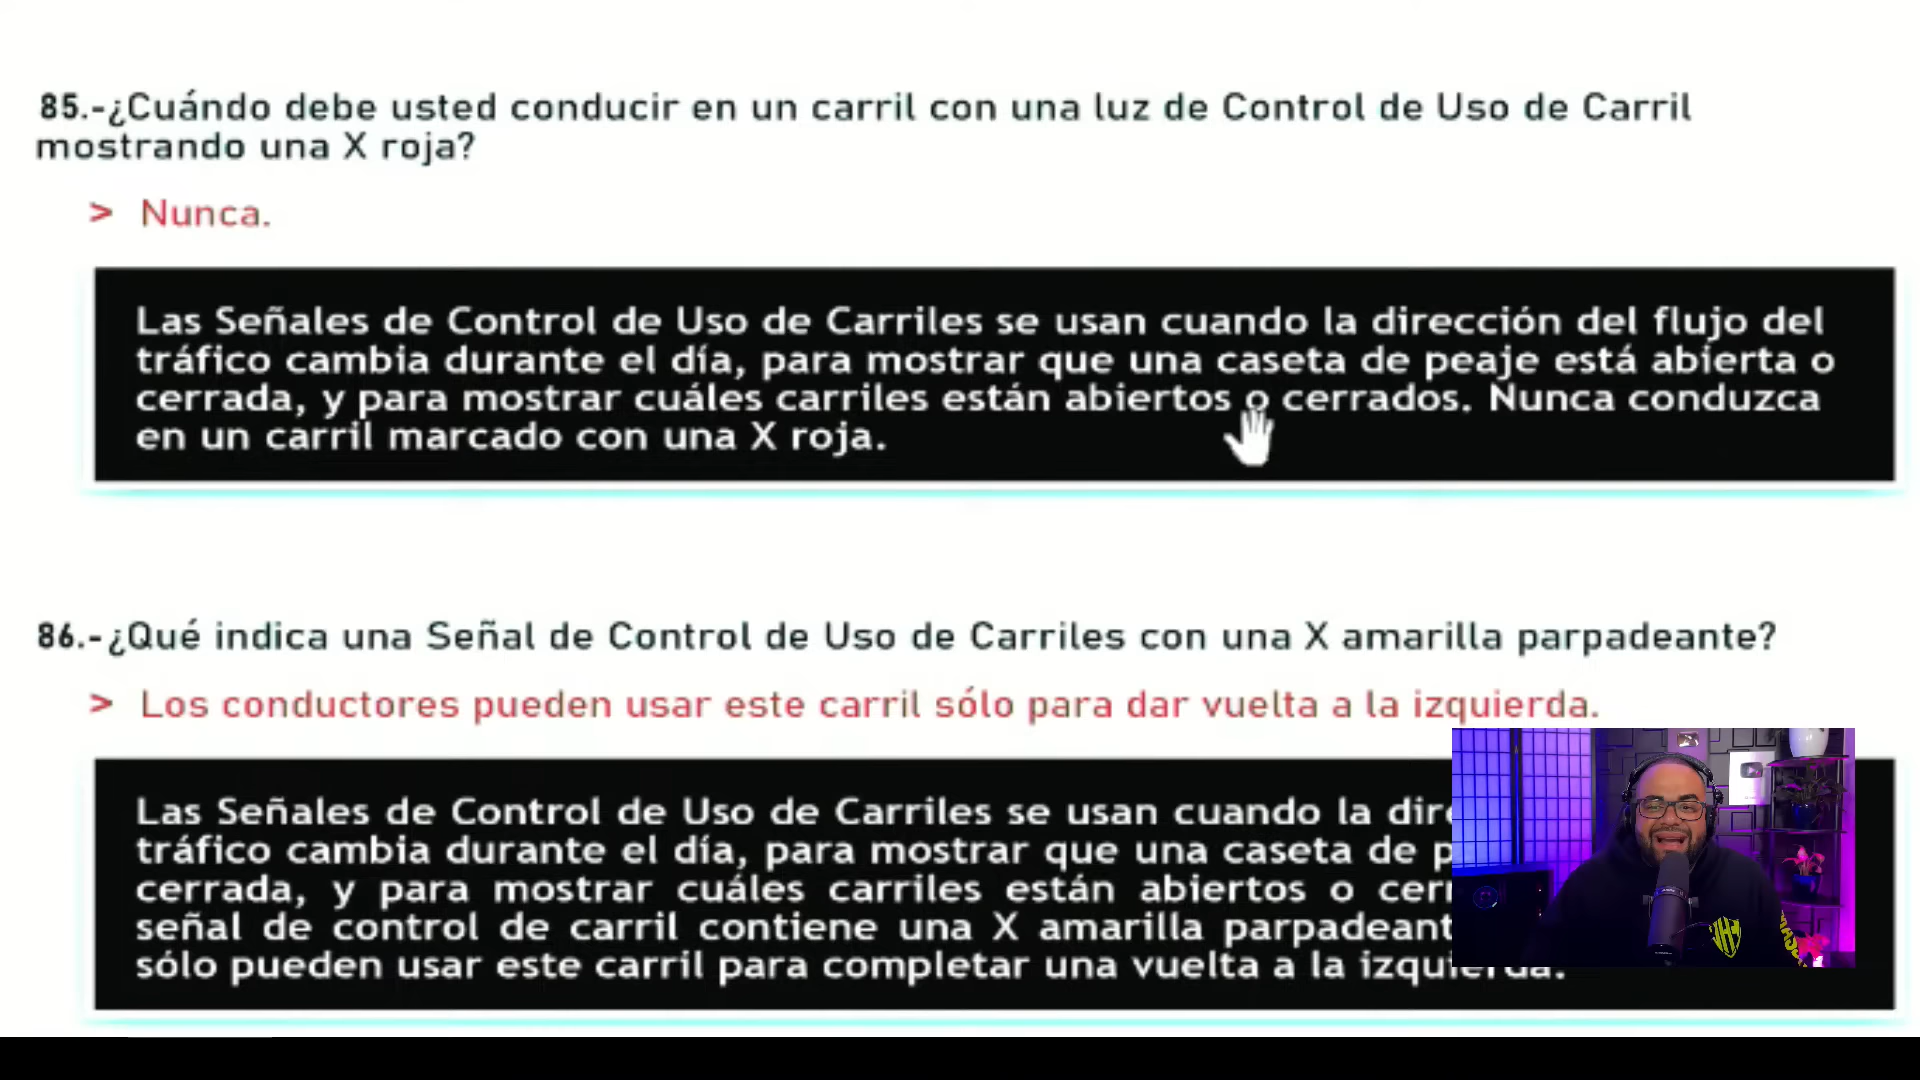 85.-¿Cuándo debe usted conducir en un carril con una luz de Control de Uso de Carril
mostrando una X roja?
> Nunca.
Las Señales de Control de Uso de Carriles se usan cuando la dirección del flujo del
tráfico cambia durante el día, para mostrar que una caseta de peaje está abierta o
cerrada, y para mostrar cuáles carriles están abiertos o cerrados. Nunca conduzca
en un carril marcado con una X roja.
86.-¿Qué indica una Señal de Control de Uso de Carriles con una X amarilla parpadeante?
> Los conductores pueden usar este carril sólo para dar vuelta a la izquierda.
Las Señales de Control de Uso de Carriles se usan cuando la
tráfico cambia durante el día, para mostrar que una caseta de
cerrada, y para mostrar cuáles carriles están abiertos o
señal de control de carril contiene una X amarilla
sólo pueden usar este carril para completar una vuelta a la izquierda.